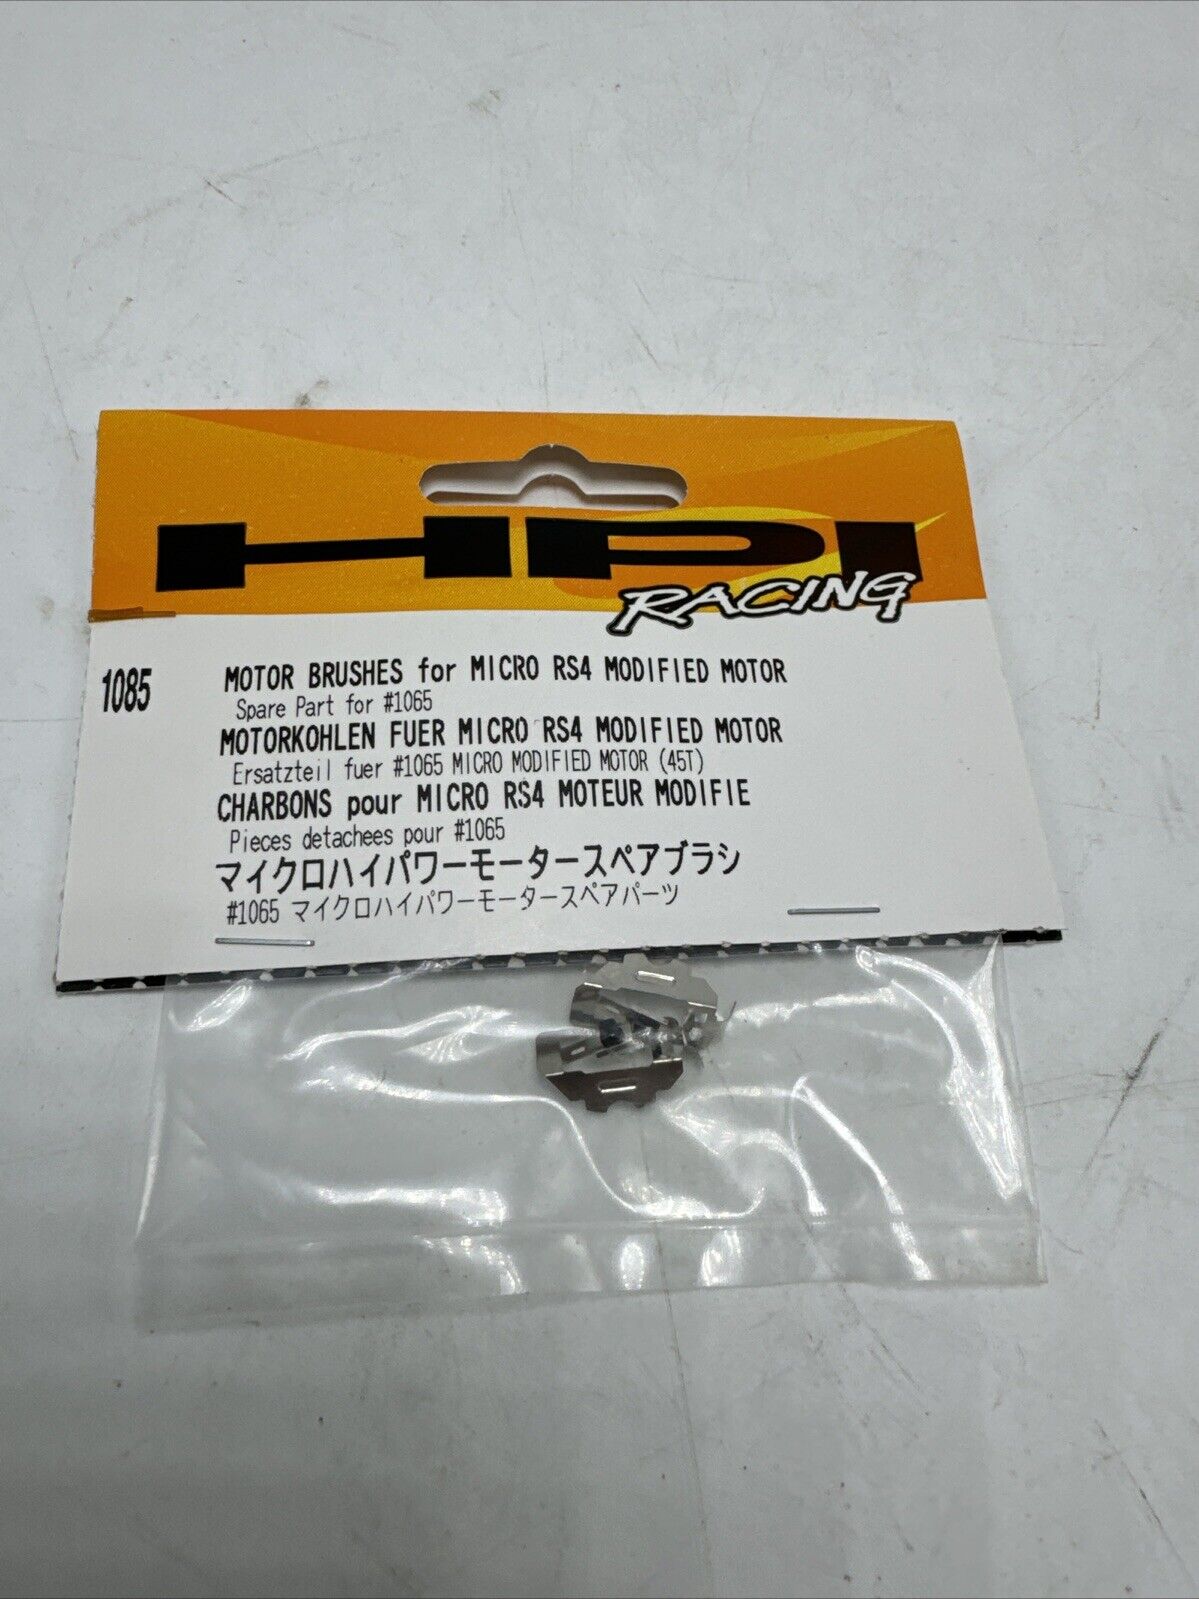 HPI
RACING
1085
MOTOR BRUSHES for MICRO RS4 MODIFIED MOTOR
Spare Part for #1065
MOTORKOHLEN FUER MICRO RS4 MODIFIED MOTOR
Ersatzteil fuer #1065 MICRO MODIFIED MOTOR (45T)
CHARBONS pour MICRO RS4 MOTEUR MODIFIE
Pieces detachees pour #1065
マイクロハイパワーモータースペアブラシ
#1065 マイクロハイパワーモータースペアパーツ